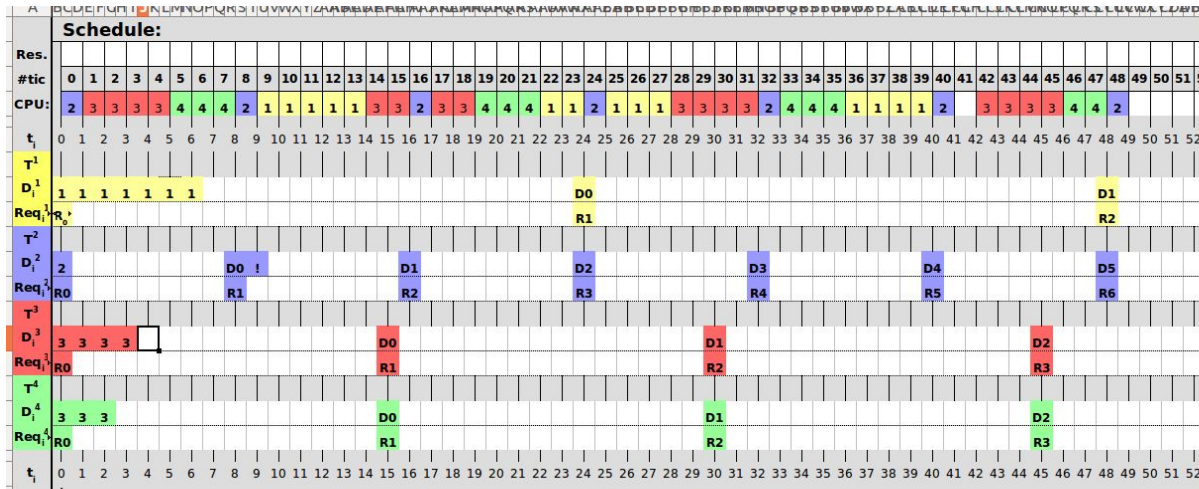 Schedule:
Res.
#tic 0 1 2 3 4 5 6 7 8 9 10 11 12 13 14 15 16 17 18 19 20 21 22 23 24 25 26 27 28 29 30 31 32 33 34 35 36 37 38 39 40 41 42 43 44 45 46 47 48 49 50 51
CPU: 2 3 3 3 3 4 4 4 2 1 1 1 1 1 3 3 2 3 3 4 4 4 1 1 2 1 1 1 3 3 3 3 2 4 4 4 1 1 1 1 2 3 3 3 3 4 4 2
ti 0 1 2 3 4 5 6 7 8 9 10 11 12 13 14 15 16 17 18 19 20 21 22 23 24 25 26 27 28 29 30 31 32 33 34 35 36 37 38 39 40 41 42 43 44 45 46 47 48 49 50 51 52
T1
Di1 1 1 1 1 1 1 1 D0 D1
Reqi1 Ro R1 R2
T2
Di2 2 D0 ! D1 D2 D3 D4 D5
Reqi2 R0 R1 R2 R3 R4 R5 R6
T3
Di3 3 3 3 3 D0 D1 D2
Reqi3 R0 R1 R2 R3
T4
Di4 3 3 3 D0 D1 D2
Reqi4 R0 R1 R2 R3
ti 0 1 2 3 4 5 6 7 8 9 10 11 12 13 14 15 16 17 18 19 20 21 22 23 24 25 26 27 28 29 30 31 32 33 34 35 36 37 38 39 40 41 42 43 44 45 46 47 48 49 50 51 52